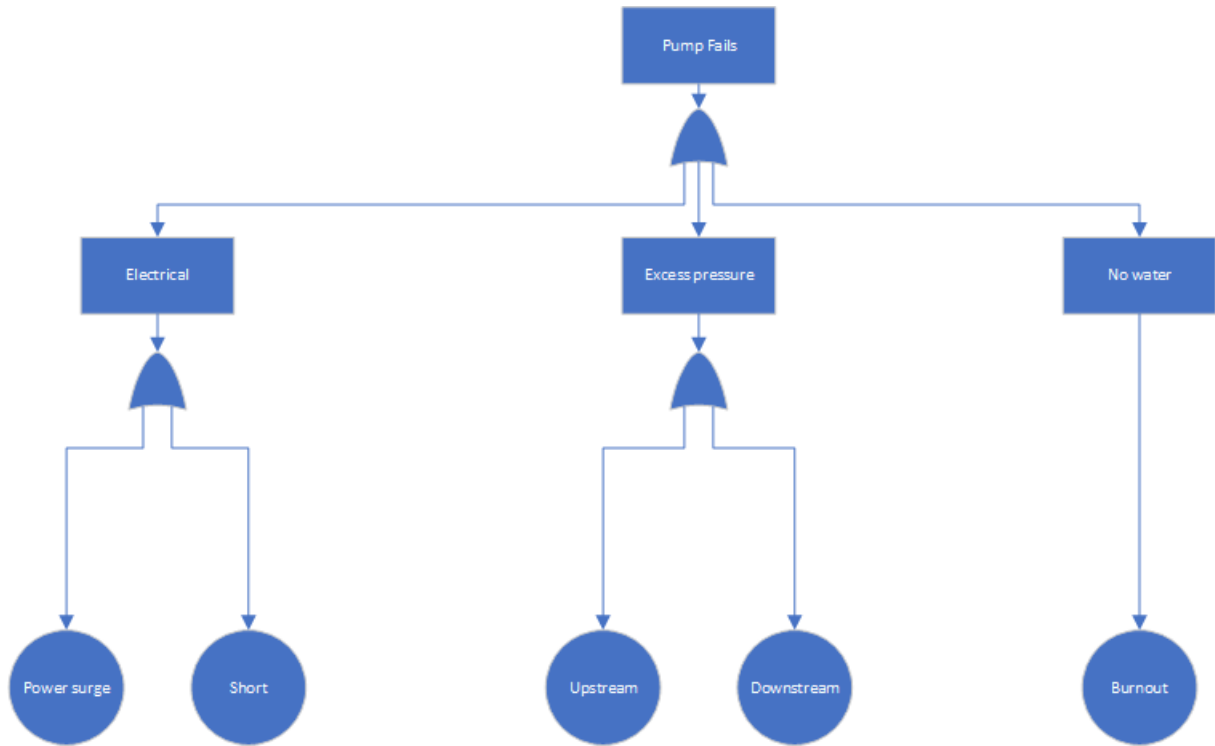 Pump Fails
Electrical
Excess pressure
No water
Power surge
Short
Upstream
Downstream
Burnout